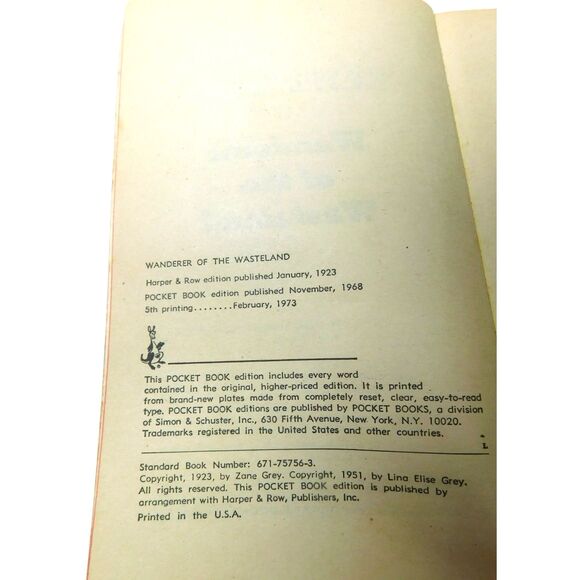 WANDERER OF THE WASTELAND
Harper & Row edition published January, 1923
POCKET BOOK edition published November, 1968
5th printing........February, 1973
This POCKET BOOK edition includes every word
contained in the original, higher-priced edition. It is printed
from brand-new plates made from completely reset, clear, easy-to-read
type. POCKET BOOK editions are published by POCKET BOOKS, a division
of Simon & Schuster, Inc., 630 Fifth Avenue, New York, N.Y. 10020.
Trademarks registered in the United States and other countries.
L
Standard Book Number: 671-75756-3.
Copyright, 1923, by Zane Grey. Copyright, 1951, by Lina Elise Grey.
All rights reserved. This POCKET BOOK edition is published by
arrangement with Harper & Row, Publishers, Inc.
Printed in the U.S.A.